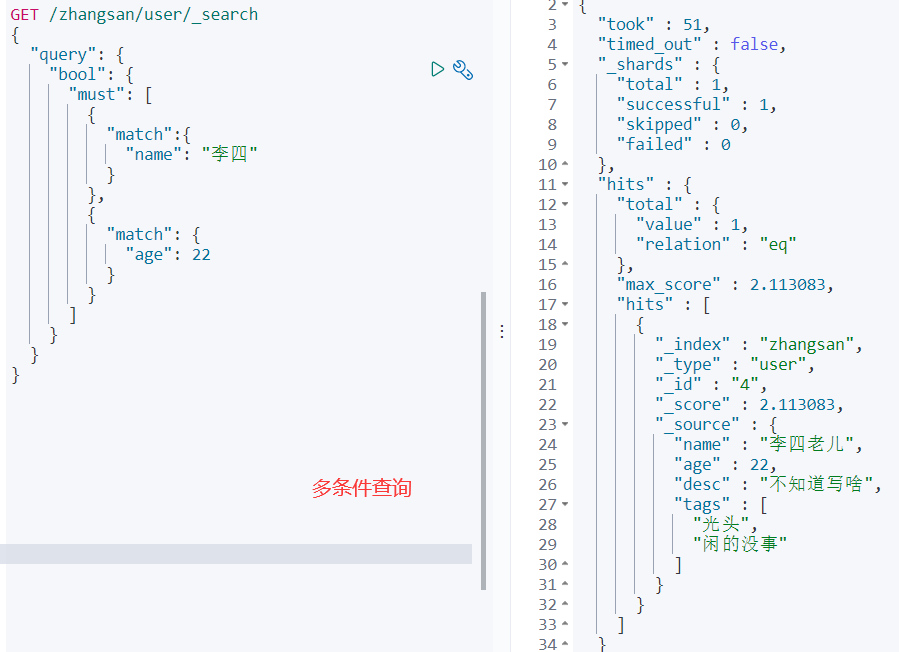 GET /zhangsan/user/_search
{
  "query": {
    "bool": {
      "must": [
        {
          "match":{
            "name": "李四"
          }
        },
        {
          "match": {
            "age": 22
          }
        }
      ]
    }
  }
}
多条件查询
2 {
3 "took" : 51,
4 "timed_out" : false,
5 "_shards" : {
6 "total" : 1,
7 "successful" : 1,
8 "skipped" : 0,
9 "failed" : 0
10 },
11 "hits" : {
12 "total" : {
13 "value" : 1,
14 "relation" : "eq"
15 },
16 "max_score" : 2.113083,
17 "hits" : [
18 {
19 "_index" : "zhangsan",
20 "_type" : "user",
21 "_id" : "4",
22 "_score" : 2.113083,
23 "_source" : {
24 "name" : "李四老儿",
25 "age" : 22,
26 "desc" : "不知道写啥",
27 "tags" : [
28 "光头",
29 "闲的没事"
30 ]
31 }
32 }
33 ]
34 }